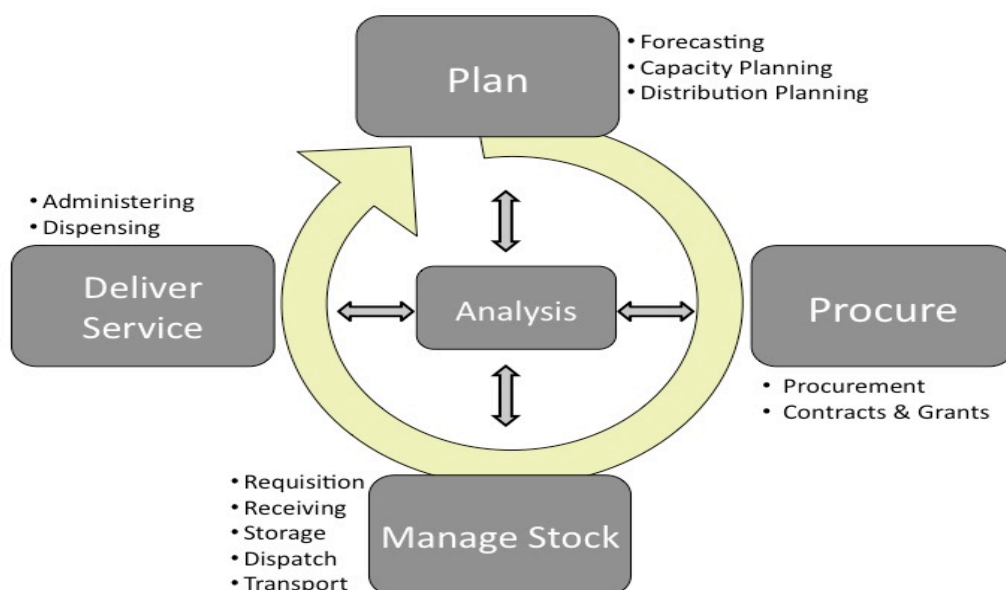 Plan
• Forecasting
• Capacity Planning
• Distribution Planning
• Administering
• Dispensing
Deliver
Service
Analysis
Procure
• Procurement
• Contracts & Grants
• Requisition
• Receiving
• Storage
• Dispatch
• Transport
Manage Stock